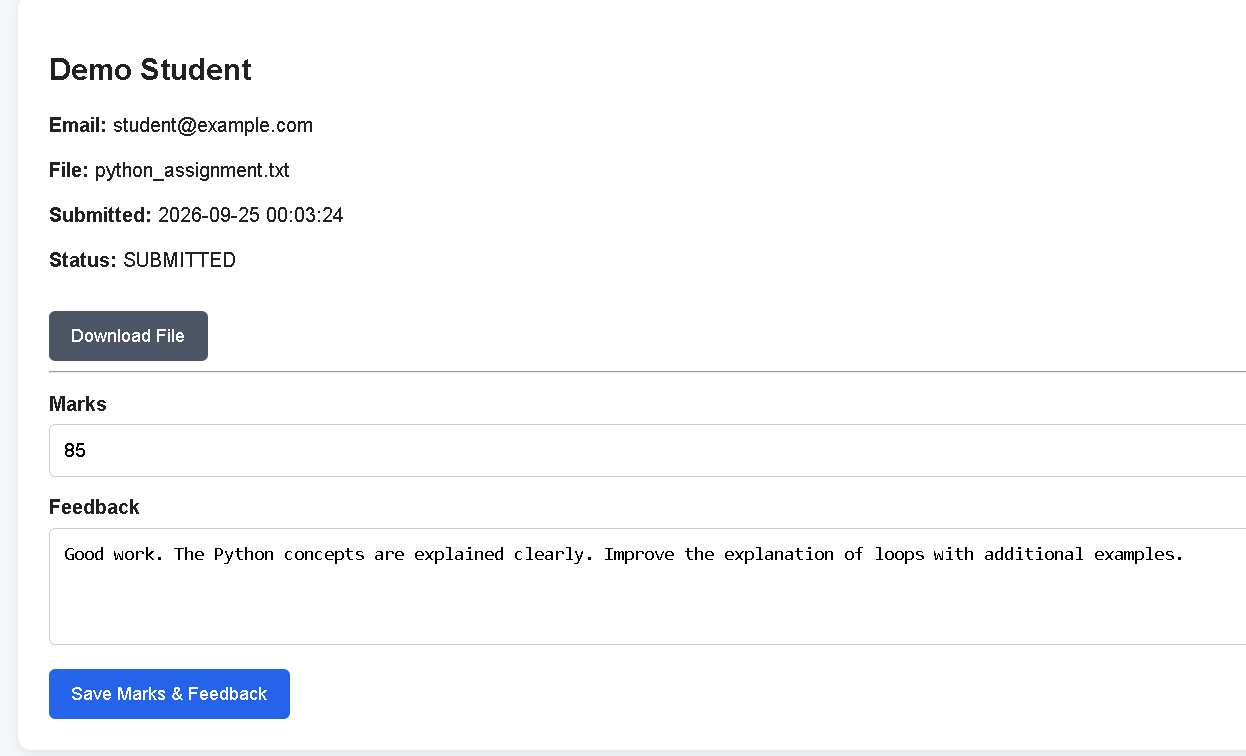 Demo Student
Email: student@example.com
File: python_assignment.txt
Submitted: 2026-09-25 00:03:24
Status: SUBMITTED
Download File
Marks
85
Feedback
Good work. The Python concepts are explained clearly. Improve the explanation of loops with additional examples.
Save Marks & Feedback